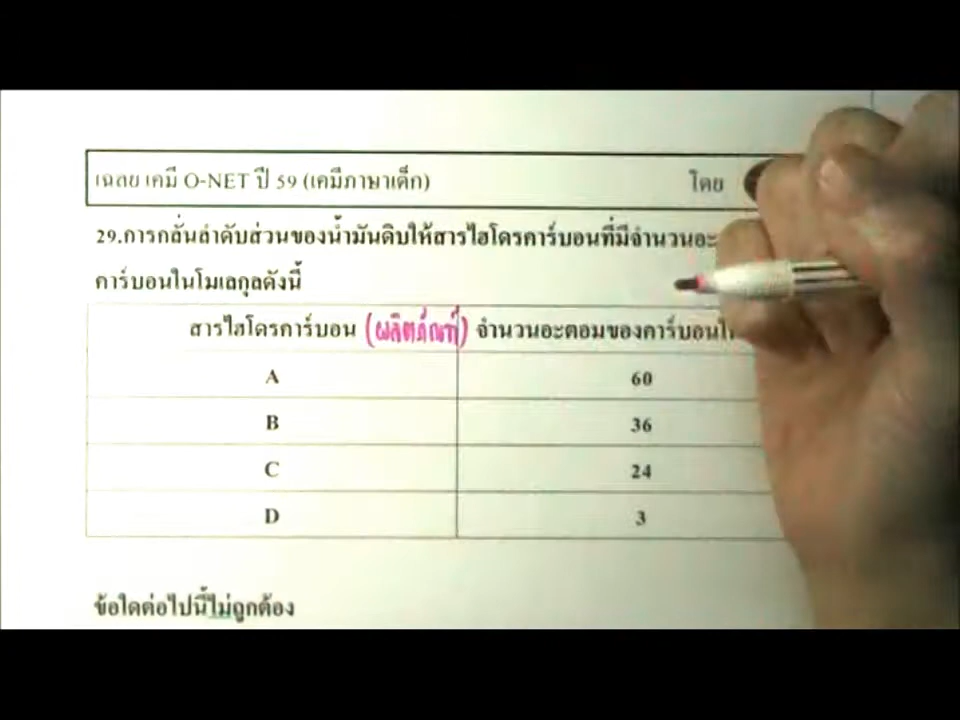 เฉลย เคมี O-NET ปี 59 (เคมีภาษาเด็ก) โดย
29.การกลั่นลำดับส่วนของน้ำมันดิบให้สารไฮโดรคาร์บอนที่มีจำนวนอะ
คาร์บอนในโมเลกุลดังนี้
สารไฮโดรคาร์บอน (ผลิตภัณฑ์) จำนวนอะตอมของคาร์บอนใ
A 60
B 36
C 24
D 3
ข้อใดต่อไปนี้ไม่ถูกต้อง